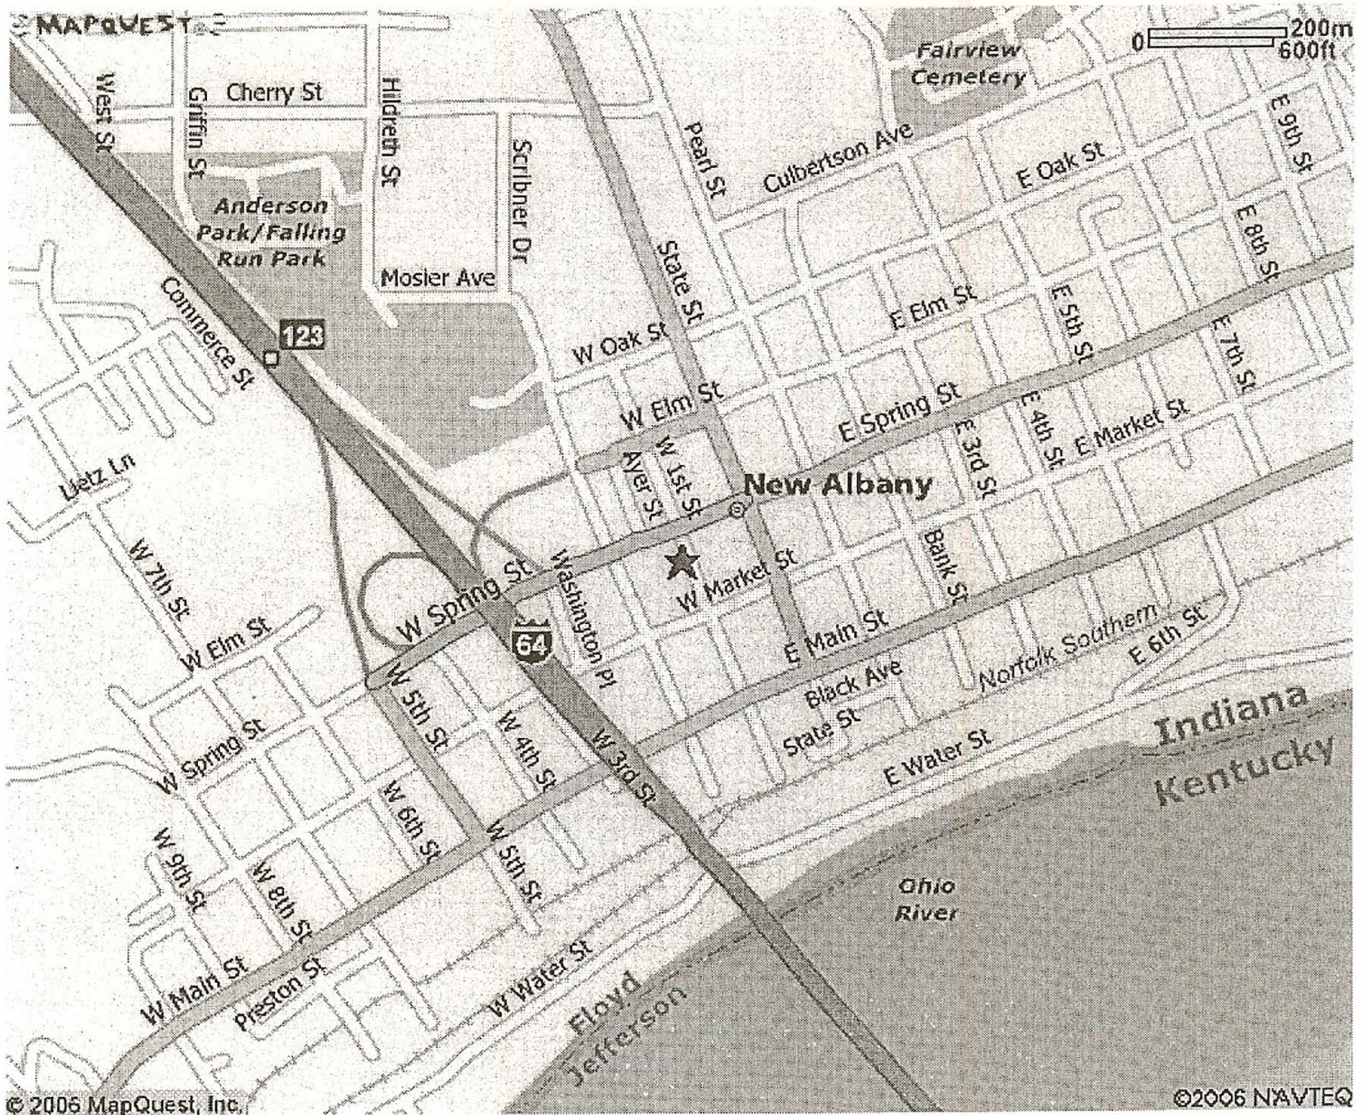 MAPQUEST
0 200m
600ft
Fairview
Cemetery
West St
Griffin St
Cherry St
Hildreth St
Scribner Dr
Pearl St
Culbertson Ave
E Oak St
E 9th St
Anderson
Park/Falling
Run Park
Mosier Ave
State St
E 8th St
Commerce St
123
W Oak St
E Elm St
E 5th St
E 7th St
W Elm St
E Spring St
E 4th St
E Market St
E 3rd St
Lietz Ln
Ayer St
W 1st St
New Albany
W 7th St
W Spring St
Washington Pl
W Market St
Bank St
W Elm St
64
E Main St
Norfolk Southern
E 6th St
W 5th St
Black Ave
State St
W Spring St
W 4th St
W 3rd St
E Water St
Indiana
Kentucky
W 6th St
W 9th St
W 8th St
W 5th St
Ohio
River
W Main St
Preston St
W Water St
Floyd
Jefferson
© 2006 MapQuest, Inc.
©2006 NAVTEQ